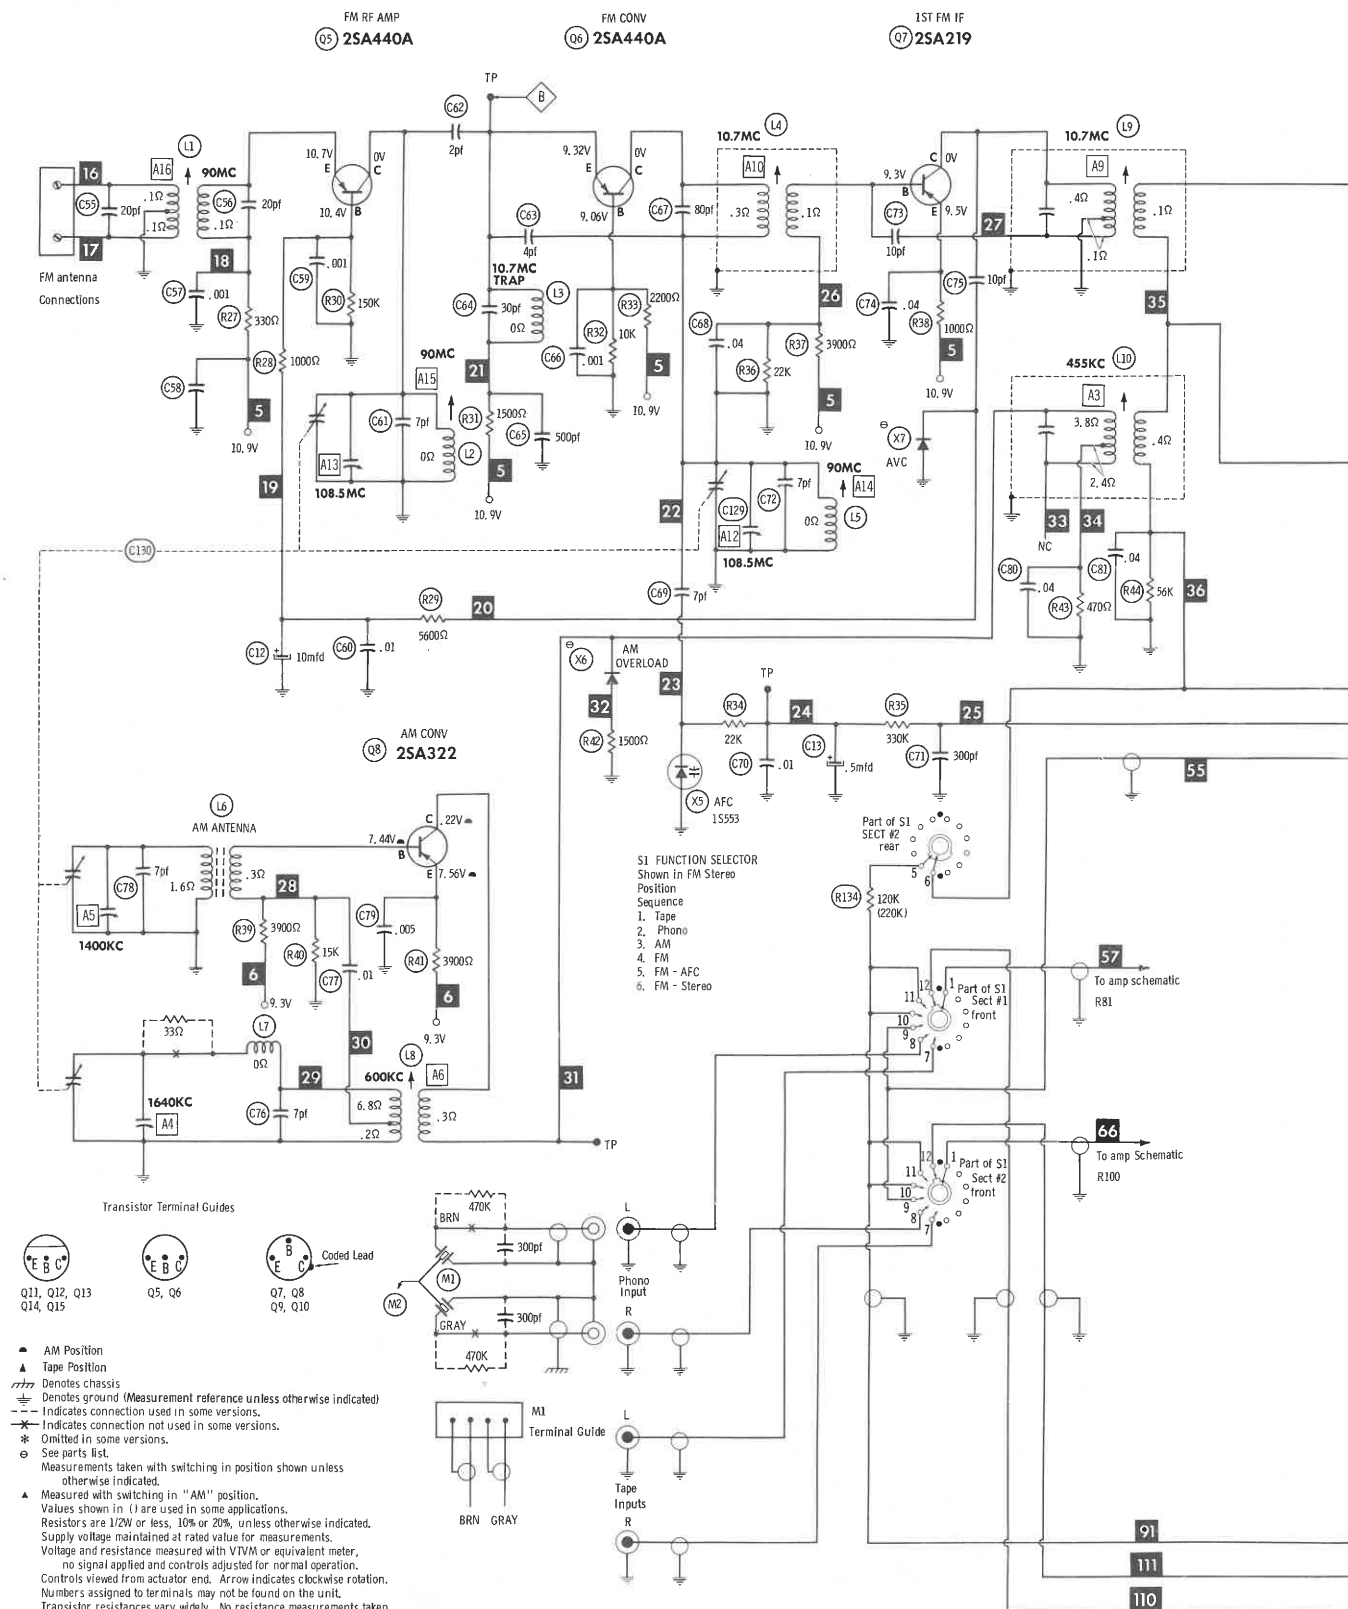 FM RF AMP
Q5 2SA440A
FM CONV
Q6 2SA440A
1ST FM IF
Q7 2SA219
TP
B
C62
2pf
16
A16
L1
90MC
C55
20pf
.1Ω
.1Ω
C56
20pf
.1Ω
17
FM antenna
Connections
18
C57
.001
R27
330Ω
C58
5
10.9V
R28
1000Ω
10.7V
E
0V
C
10.4V
B
C59
.001
R30
150K
C63
4pf
10.7MC
TRAP
C64
30pf
L3
0Ω
90MC
A15
21
C61
7pf
0Ω
L2
R31
1500Ω
C65
500pf
5
10.9V
A13
108.5MC
19
C130
9.32V
E
0V
C
9.06V
B
C67
80pf
R33
2200Ω
R32
10K
C66
.001
5
10.9V
10.7MC
L4
A10
.3Ω
.1Ω
26
C68
.04
R36
22K
R37
3900Ω
5
10.9V
9.3V
B
C
0V
E
9.5V
C73
10pf
C74
.04
R38
1000Ω
C75
10pf
5
10.9V
X7
AVC
27
10.7MC
L9
A9
.4Ω
.1Ω
.1Ω
35
455KC
L10
A3
3.8Ω
.4Ω
2.4Ω
33
NC
34
C80
.04
R43
470Ω
C81
.04
R44
56K
36
22
C129
A12
108.5MC
C72
7pf
90MC
A14
0Ω
L5
C69
7pf
R29
5600Ω
20
C12
+
10mfd
C60
.01
X6
AM
OVERLOAD
32
R42
1500Ω
23
TP
R34
22K
24
R35
330K
25
C70
.01
C13
+
.5mfd
C71
300pf
X5
AFC
1S553
55
AM CONV
Q8 2SA322
L6
AM ANTENNA
C78
7pf
1.6Ω
.3Ω
A5
1400KC
28
7.44V
B
C
.22V
E
7.56V
R39
3900Ω
R40
15K
C77
.01
C79
.005
R41
3900Ω
6
9.3V
6
9.3V
33Ω
L7
0Ω
29
30
1640KC
A4
C76
7pf
L8
600KC
A6
6.8Ω
.2Ω
.3Ω
31
TP
S1 FUNCTION SELECTOR
Shown in FM Stereo
Position
Sequence
1. Tape
2. Phono
3. AM
4. FM
5. FM - AFC
6. FM - Stereo
Part of S1
SECT #2
rear
5
6
R134
120K
(220K)
12
1
11
10
9
8
7
Part of S1
Sect #1
front
57
To amp schematic
R81
12
1
11
10
9
8
7
Part of S1
Sect #2
front
66
To amp Schematic
R100
Transistor Terminal Guides
E B C
Q11, Q12, Q13
Q14, Q15
E B C
Q5, Q6
B
E C
Coded Lead
Q7, Q8
Q9, Q10
470K
BRN
300pf
M1
M2
300pf
GRAY
470K
L
Phono
Input
R
M1
Terminal Guide
BRN GRAY
L
Tape
Inputs
R
AM Position
Tape Position
Denotes chassis
Denotes ground (Measurement reference unless otherwise indicated)
Indicates connection used in some versions.
Indicates connection not used in some versions.
* Omitted in some versions.
⊖ See parts list.
Measurements taken with switching in position shown unless
otherwise indicated.
▲ Measured with switching in "AM" position.
Values shown in ( ) are used in some applications.
Resistors are 1/2W or less, 10% or 20%, unless otherwise indicated.
Supply voltage maintained at rated value for measurements.
Voltage and resistance measured with VTVM or equivalent meter,
no signal applied and controls adjusted for normal operation.
Controls viewed from actuator end. Arrow indicates clockwise rotation.
Numbers assigned to terminals may not be found on the unit.
Transistor resistances vary widely. No resistance measurements taken
91
111
110